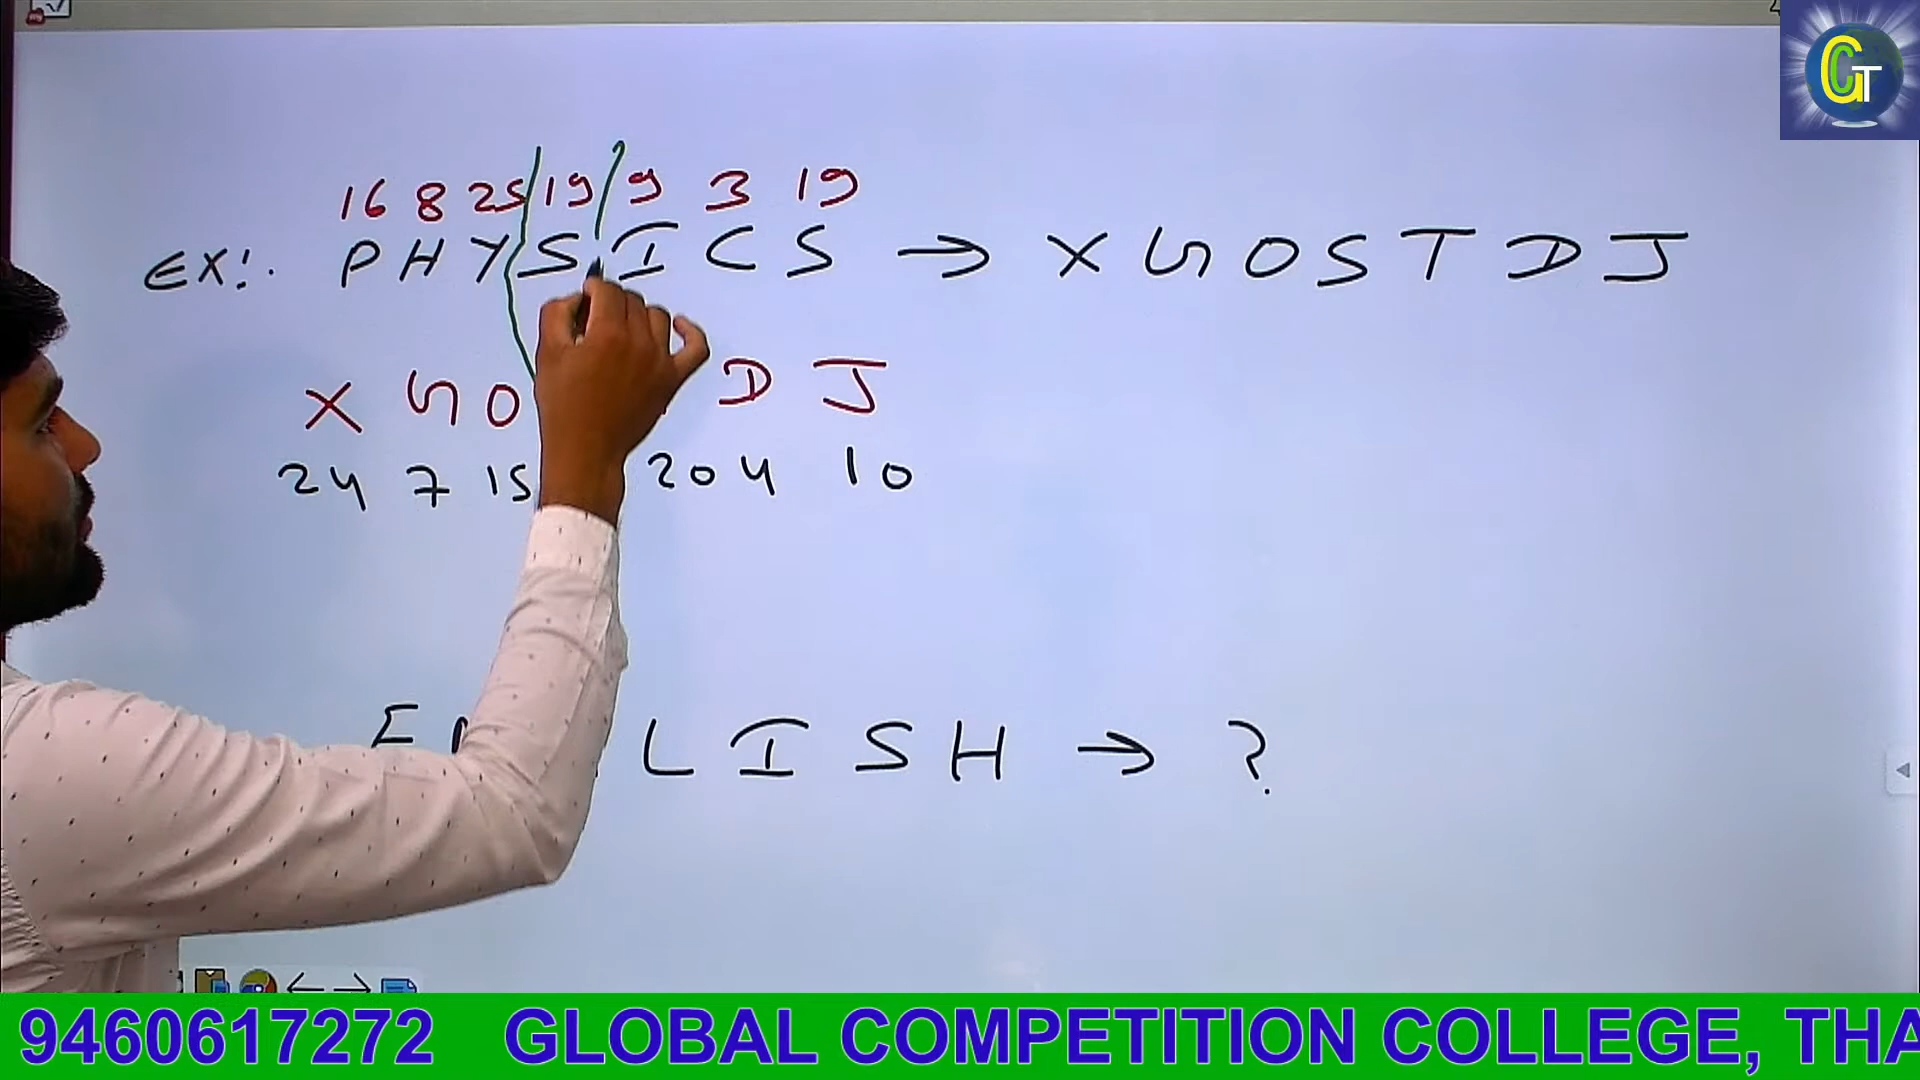 GCT
16 8 25 19 9 3 19
EX:. PHYSICS → XGOSTDJ
X G O D J
24 7 15 20 4 10
LISH → ?
9460617272 GLOBAL COMPETITION COLLEGE, THA